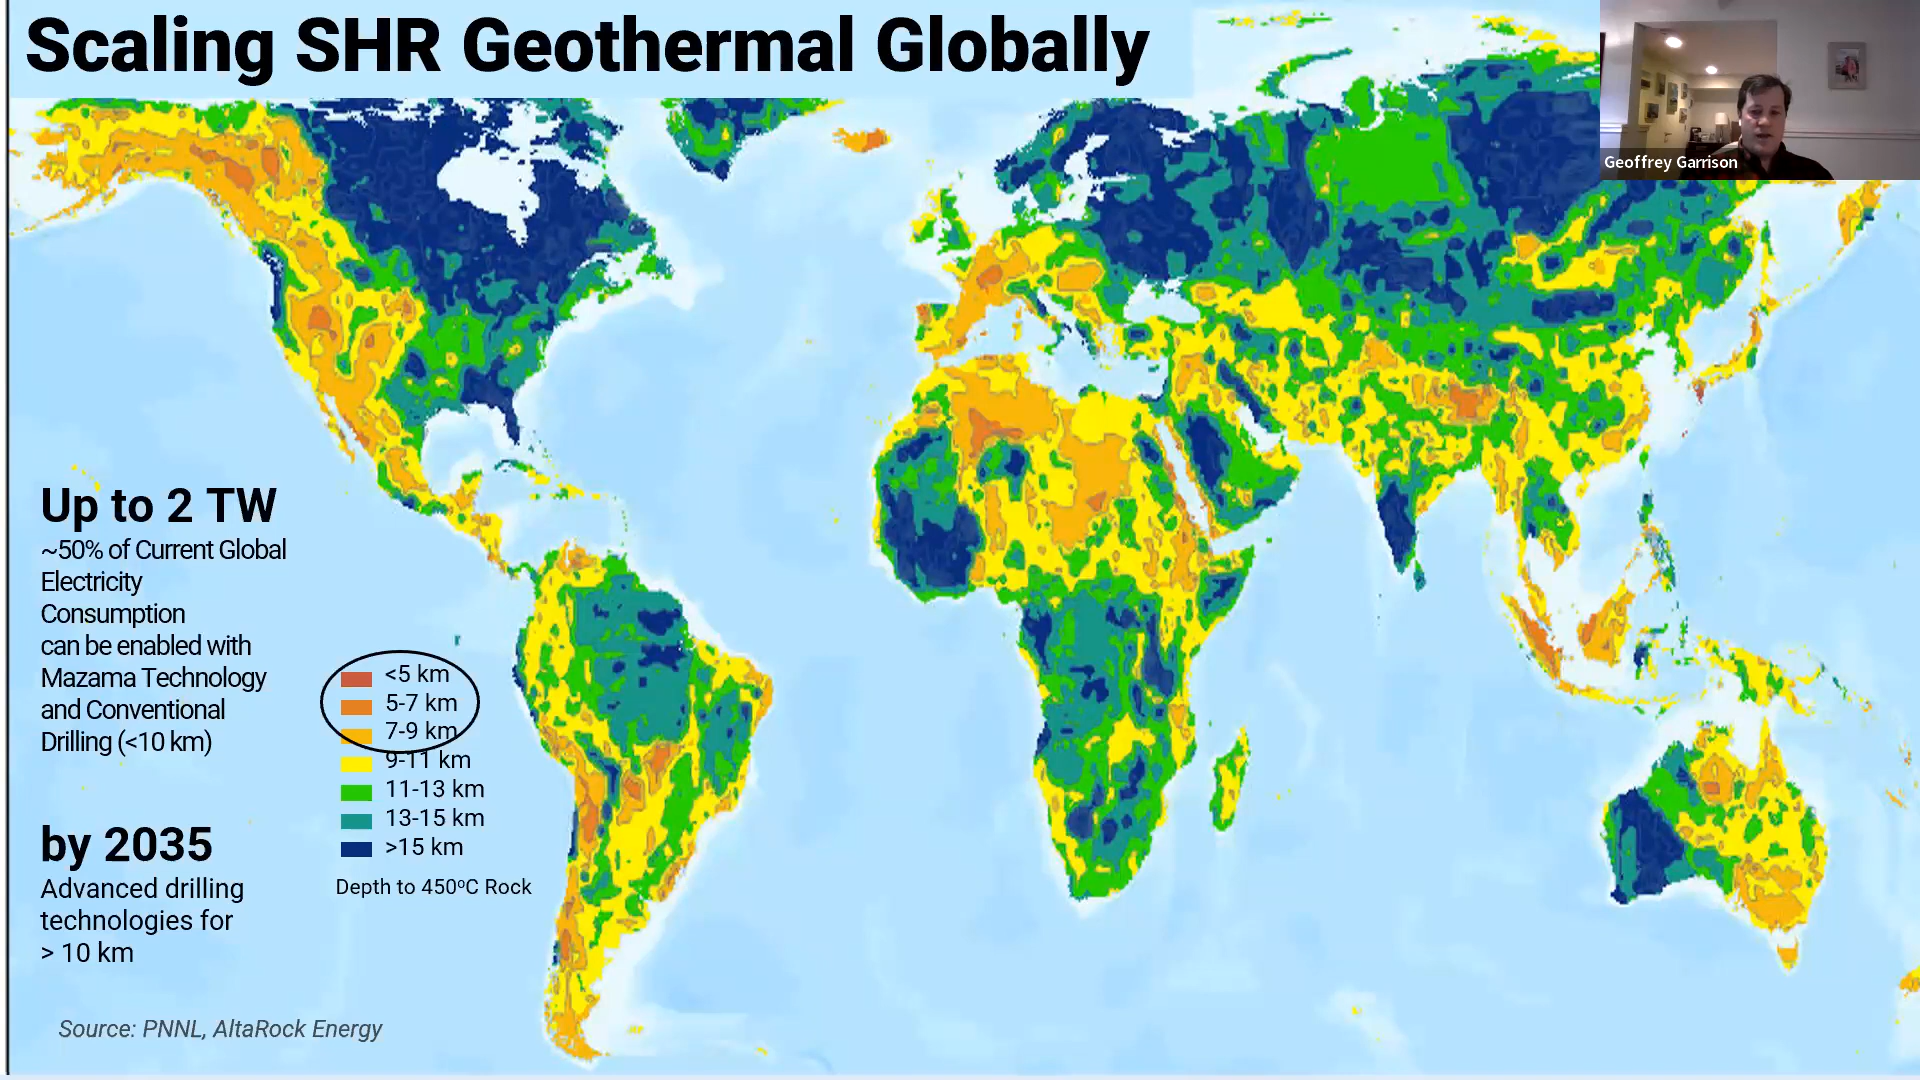 Scaling SHR Geothermal Globally
Geoffrey Garrison
Up to 2 TW
~50% of Current Global
Electricity
Consumption
can be enabled with
Mazama Technology
and Conventional
Drilling (<10 km)
by 2035
Advanced drilling
technologies for
> 10 km
<5 km
5-7 km
7-9 km
9-11 km
11-13 km
13-15 km
>15 km
Depth to 450ºC Rock
Source: PNNL, AltaRock Energy